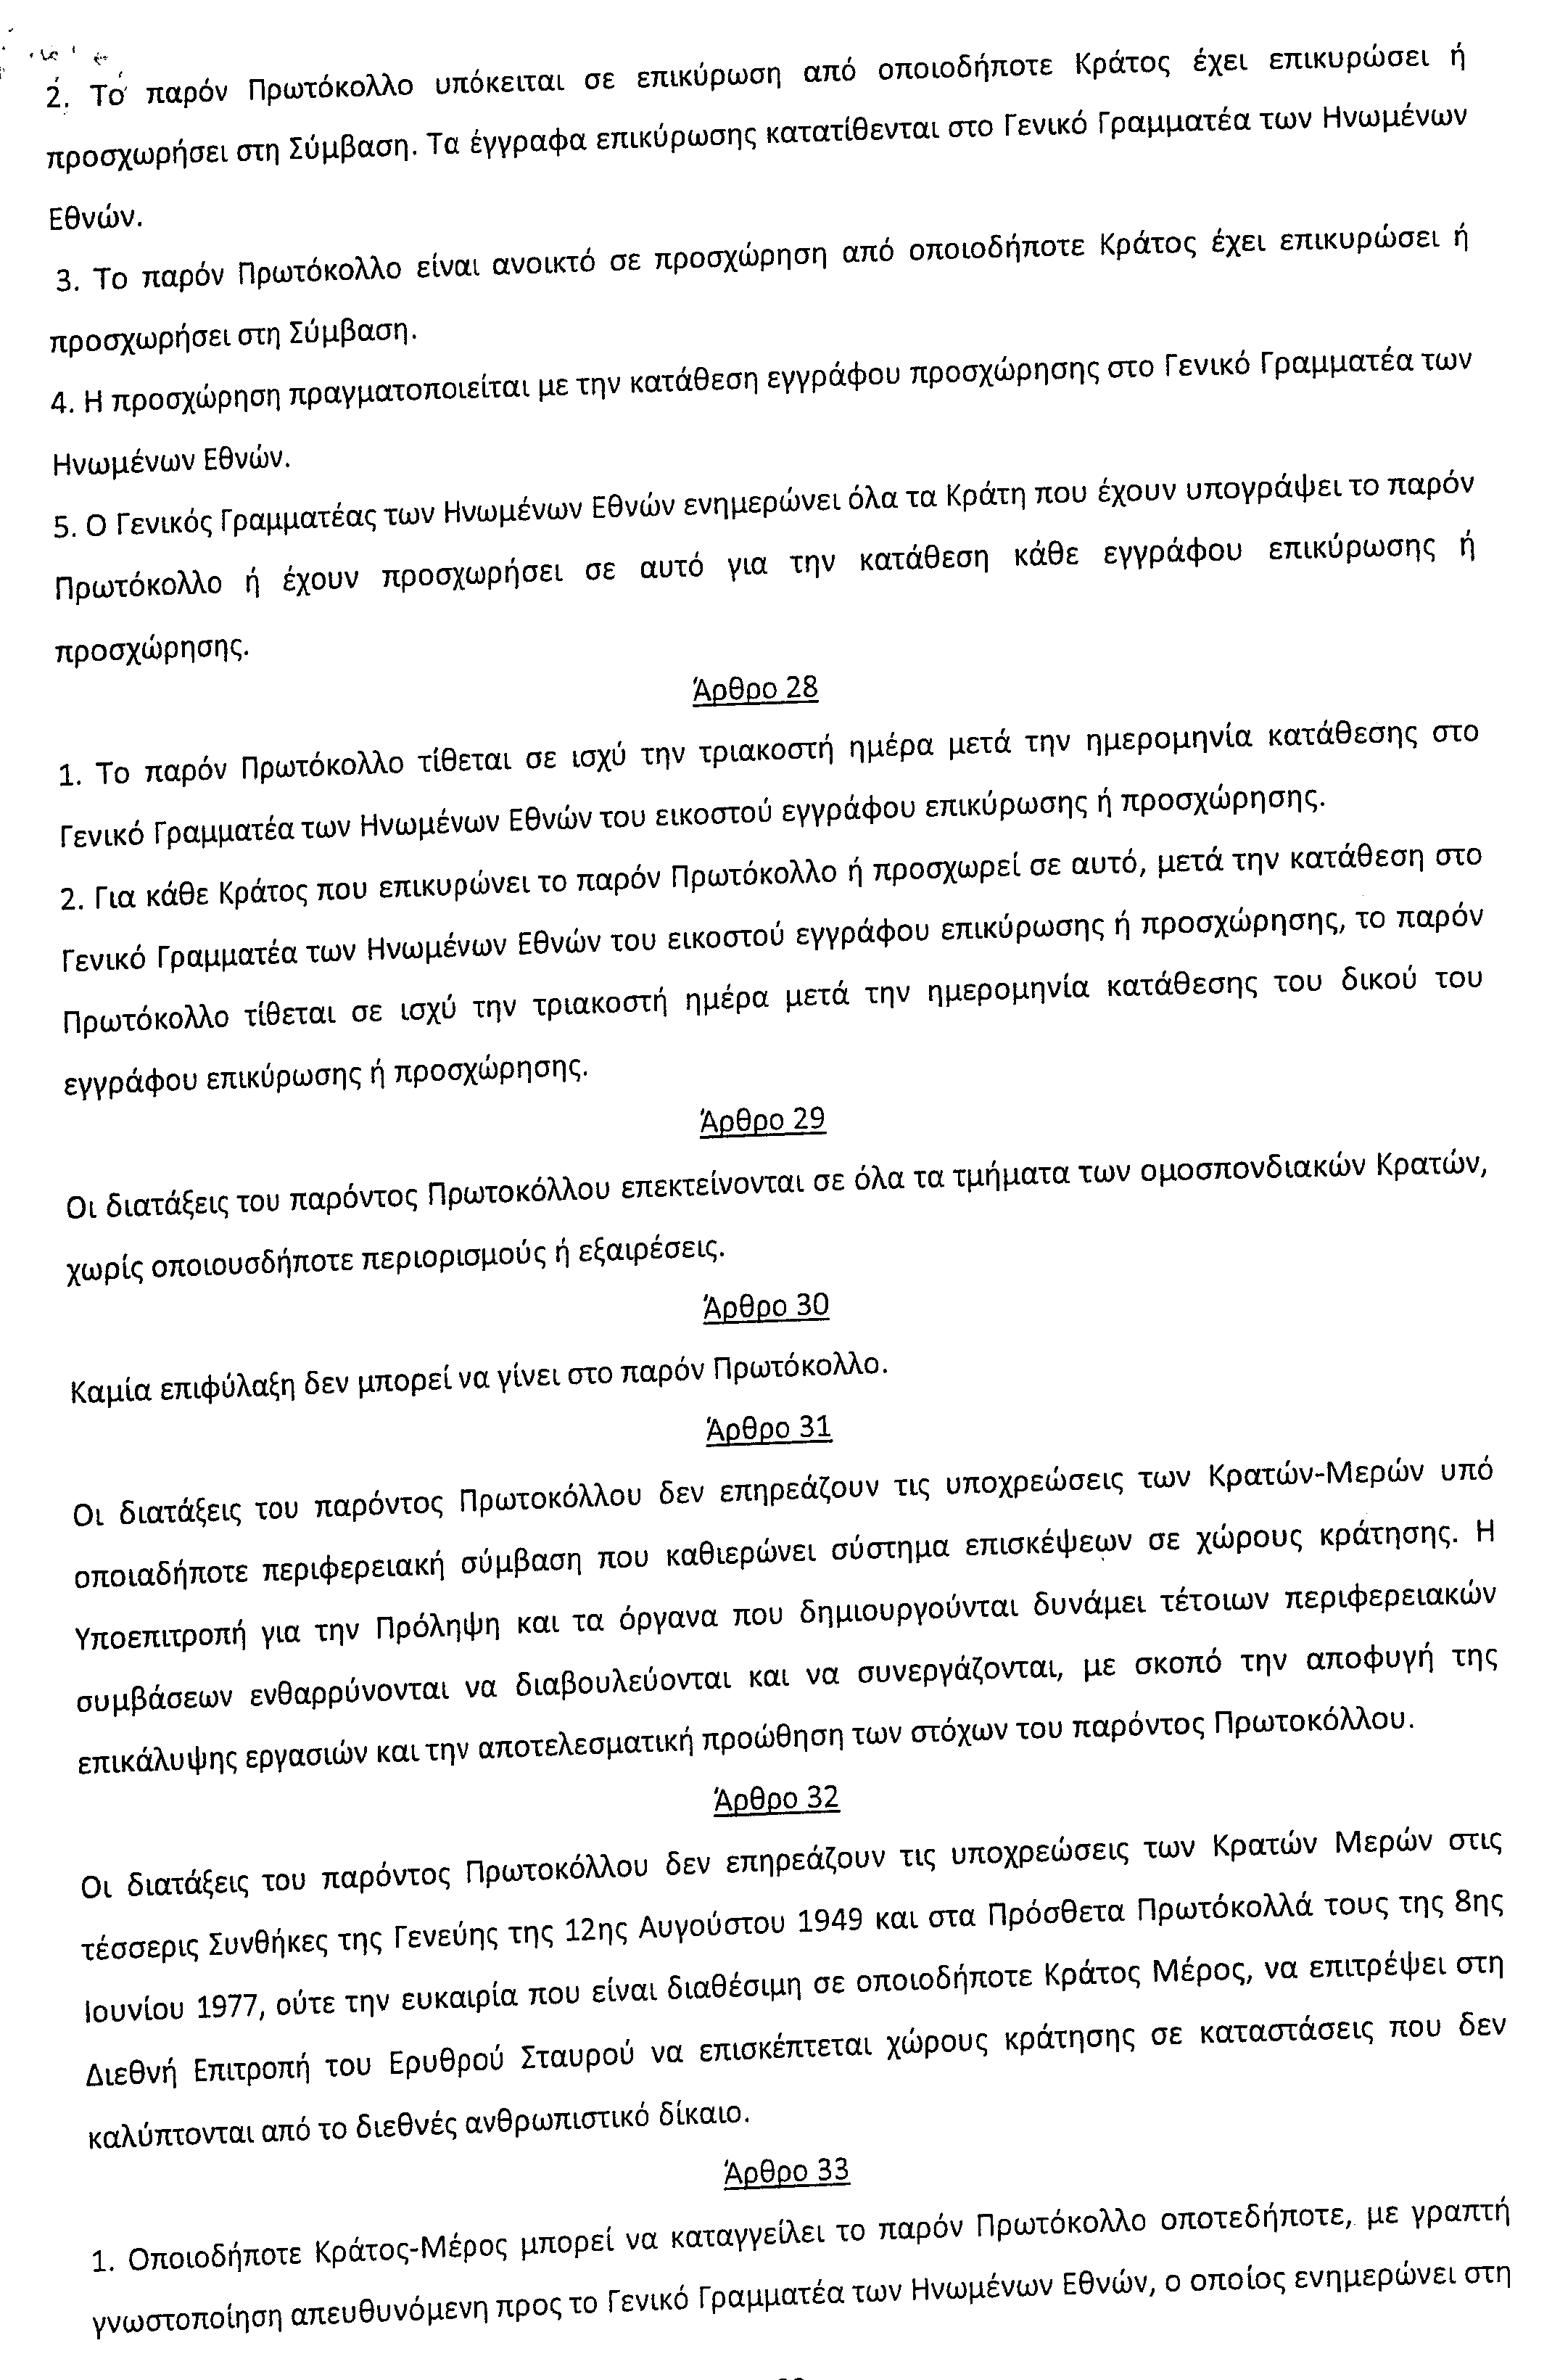 2. Το παρόν Πρωτόκολλο υπόκειται σε επικύρωση από οποιοδήποτε Κράτος έχει επικυρώσει ή
προσχωρήσει στη Σύμβαση. Τα έγγραφα επικύρωσης κατατίθενται στο Γενικό Γραμματέα των Ηνωμένων
Εθνών.
3. Το παρόν Πρωτόκολλο είναι ανοικτό σε προσχώρηση από οποιοδήποτε Κράτος έχει επικυρώσει ή
προσχωρήσει στη Σύμβαση.
4. Η προσχώρηση πραγματοποιείται με την κατάθεση εγγράφου προσχώρησης στο Γενικό Γραμματέα των
Ηνωμένων Εθνών.
5. Ο Γενικός Γραμματέας των Ηνωμένων Εθνών ενημερώνει όλα τα Κράτη που έχουν υπογράψει το παρόν
Πρωτόκολλο ή έχουν προσχωρήσει σε αυτό για την κατάθεση κάθε εγγράφου επικύρωσης ή
προσχώρησης.
Άρθρο 28
1. Το παρόν Πρωτόκολλο τίθεται σε ισχύ την τριακοστή ημέρα μετά την ημερομηνία κατάθεσης στο
Γενικό Γραμματέα των Ηνωμένων Εθνών του εικοστού εγγράφου επικύρωσης ή προσχώρησης.
2. Για κάθε Κράτος που επικυρώνει το παρόν Πρωτόκολλο ή προσχωρεί σε αυτό, μετά την κατάθεση στο
Γενικό Γραμματέα των Ηνωμένων Εθνών του εικοστού εγγράφου επικύρωσης ή προσχώρησης, το παρόν
Πρωτόκολλο τίθεται σε ισχύ την τριακοστή ημέρα μετά την ημερομηνία κατάθεσης του δικού του
εγγράφου επικύρωσης ή προσχώρησης.
Άρθρο 29
Οι διατάξεις του παρόντος Πρωτοκόλλου επεκτείνονται σε όλα τα τμήματα των ομοσπονδιακών Κρατών,
χωρίς οποιουσδήποτε περιορισμούς ή εξαιρέσεις.
Άρθρο 30
Καμία επιφύλαξη δεν μπορεί να γίνει στο παρόν Πρωτόκολλο.
Άρθρο 31
Οι διατάξεις του παρόντος Πρωτοκόλλου δεν επηρεάζουν τις υποχρεώσεις των Κρατών-Μερών υπό
οποιαδήποτε περιφερειακή σύμβαση που καθιερώνει σύστημα επισκέψεων σε χώρους κράτησης. Η
Υποεπιτροπή για την Πρόληψη και τα όργανα που δημιουργούνται δυνάμει τέτοιων περιφερειακών
συμβάσεων ενθαρρύνονται να διαβουλεύονται και να συνεργάζονται, με σκοπό την αποφυγή της
επικάλυψης εργασιών και την αποτελεσματική προώθηση των στόχων του παρόντος Πρωτοκόλλου.
Άρθρο 32
Οι διατάξεις του παρόντος Πρωτοκόλλου δεν επηρεάζουν τις υποχρεώσεις των Κρατών Μερών στις
τέσσερις Συνθήκες της Γενεύης της 12ης Αυγούστου 1949 και στα Πρόσθετα Πρωτόκολλά τους της 8ης
Ιουνίου 1977, ούτε την ευκαιρία που είναι διαθέσιμη σε οποιοδήποτε Κράτος Μέρος, να επιτρέψει στη
Διεθνή Επιτροπή του Ερυθρού Σταυρού να επισκέπτεται χώρους κράτησης σε καταστάσεις που δεν
καλύπτονται από το διεθνές ανθρωπιστικό δίκαιο.
Άρθρο 33
1. Οποιοδήποτε Κράτος-Μέρος μπορεί να καταγγείλει το παρόν Πρωτόκολλο οποτεδήποτε, με γραπτή
γνωστοποίηση απευθυνόμενη προς το Γενικό Γραμματέα των Ηνωμένων Εθνών, ο οποίος ενημερώνει στη